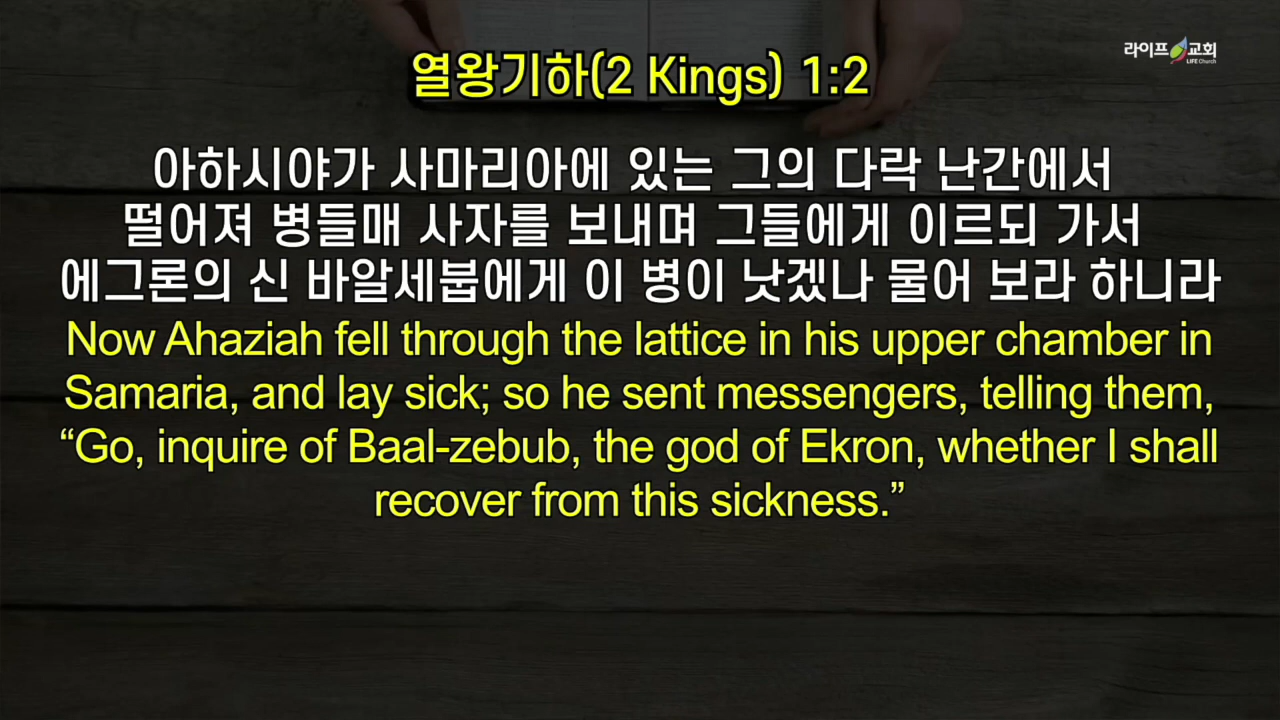 라이프교회
LIFE Church
열왕기하(2 Kings) 1:2
아하시야가 사마리아에 있는 그의 다락 난간에서
떨어져 병들매 사자를 보내며 그들에게 이르되 가서
에그론의 신 바알세붑에게 이 병이 낫겠나 물어 보라 하니라
Now Ahaziah fell through the lattice in his upper chamber in
Samaria, and lay sick; so he sent messengers, telling them,
“Go, inquire of Baal-zebub, the god of Ekron, whether I shall
recover from this sickness.”